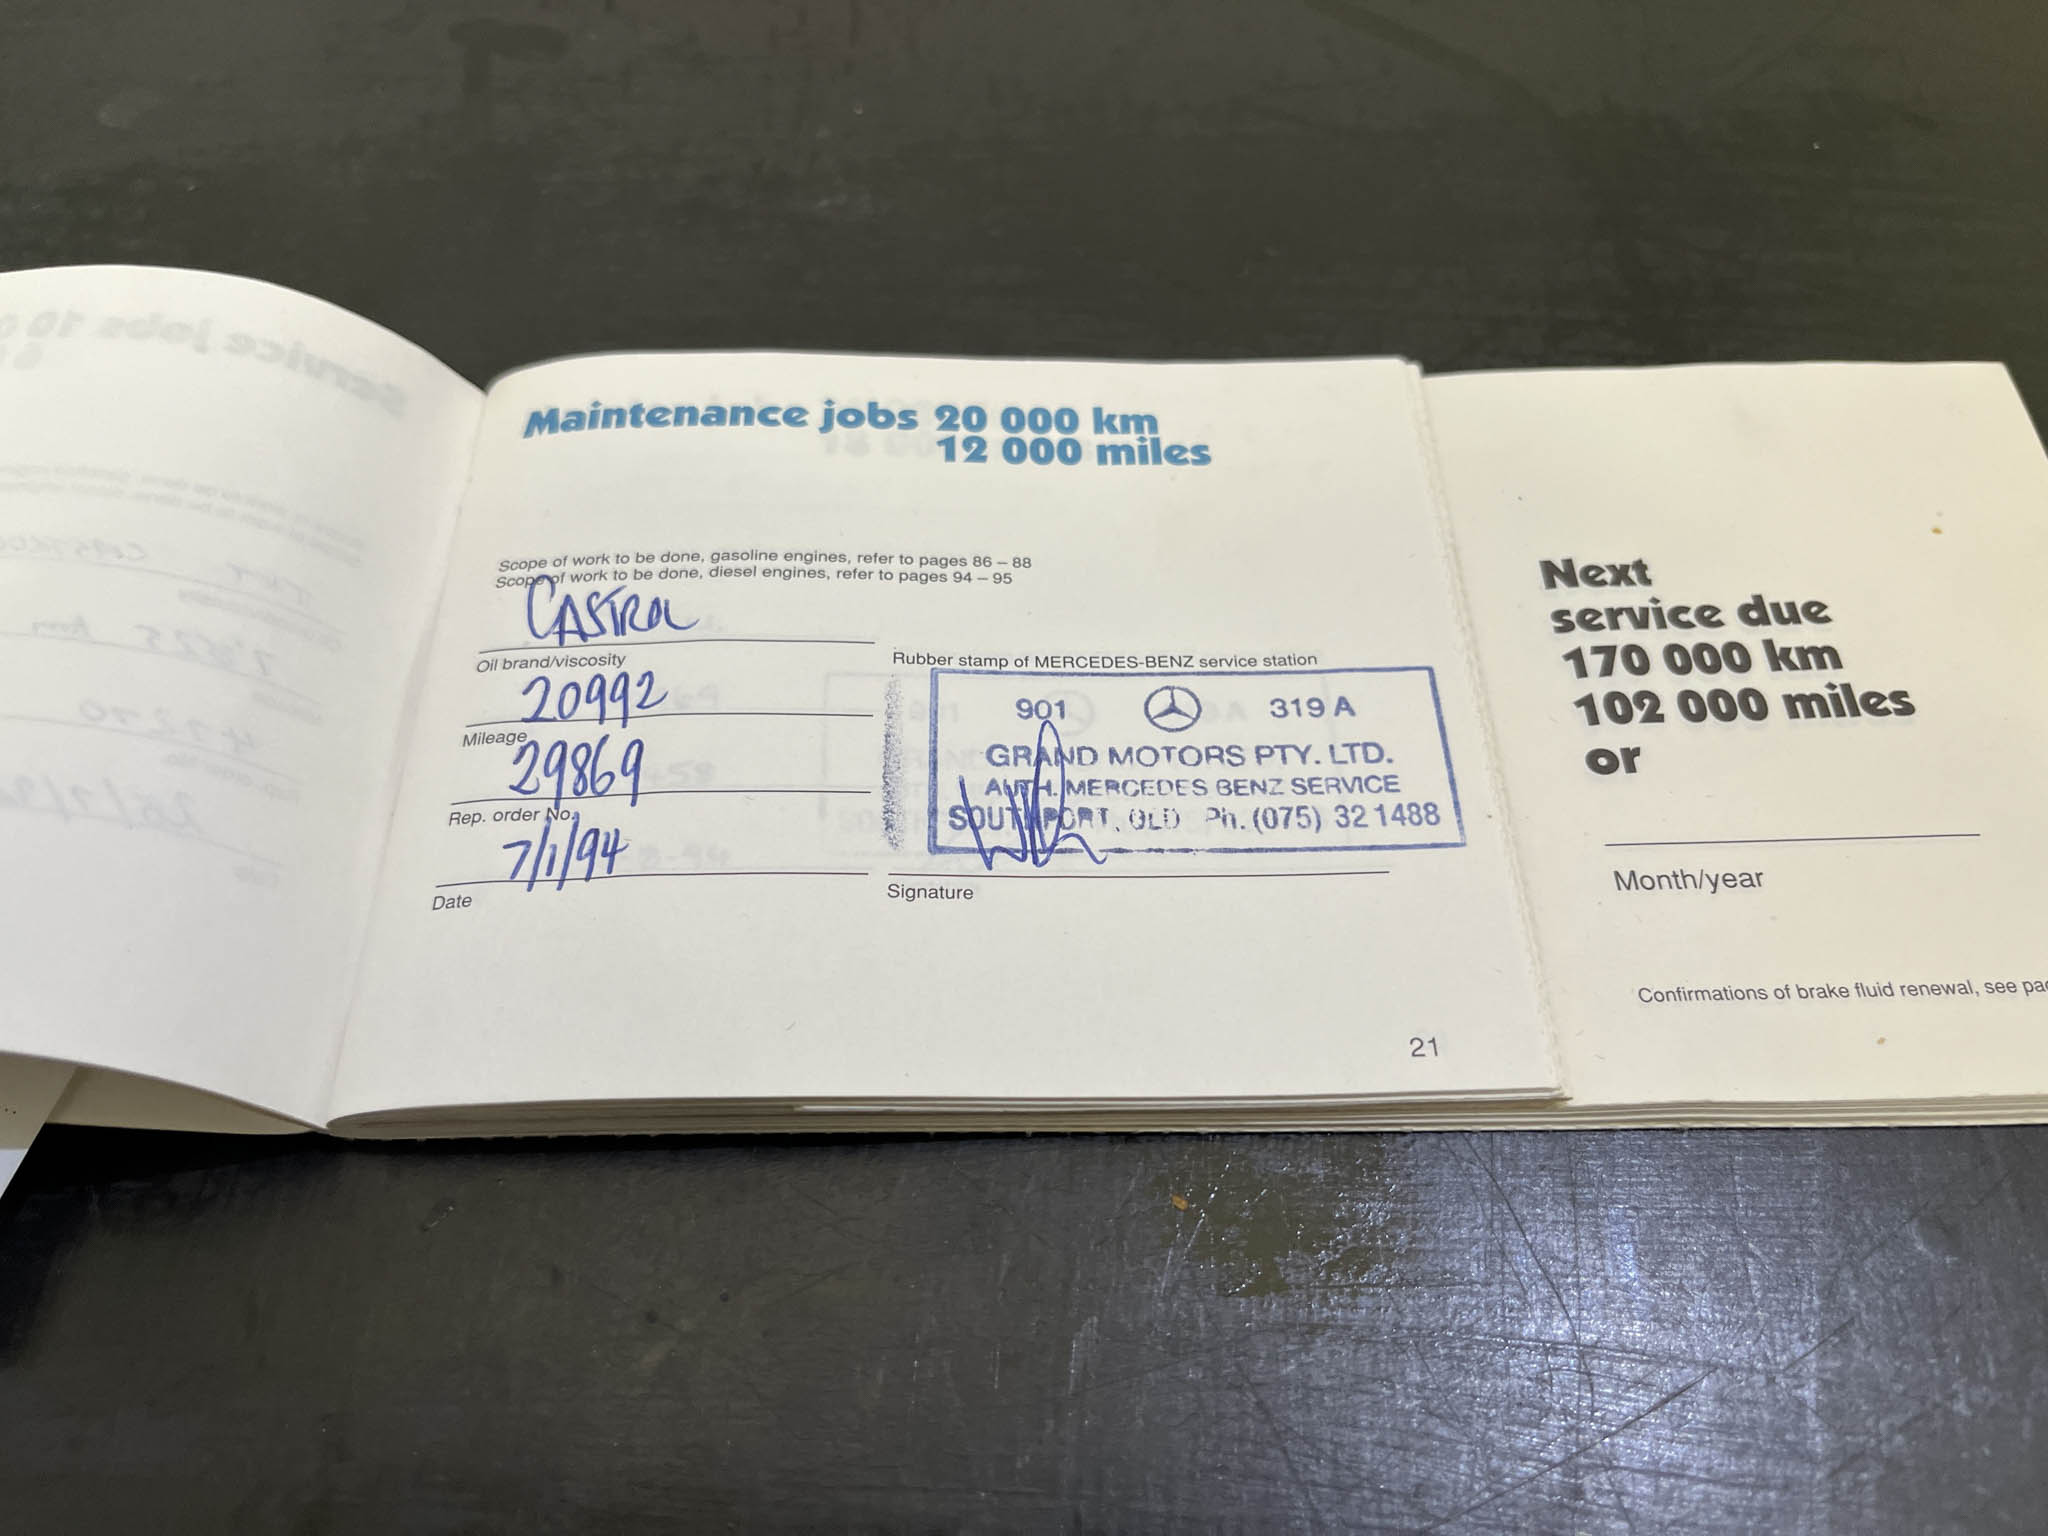 Maintenance jobs 20 000 km
12 000 miles
Scope of work to be done, gasoline engines, refer to pages 86 – 88
Scope of work to be done, diesel engines, refer to pages 94 – 95
CASTROL
Oil brand/viscosity
20992
Mileage
29869
Rep. order No.
7/1/94
Date
Rubber stamp of MERCEDES-BENZ service station
901 319 A
GRAND MOTORS PTY. LTD.
AUTH. MERCEDES BENZ SERVICE
SOUTHPORT, QLD Ph. (075) 32 1488
Signature
21
Next
service due
170 000 km
102 000 miles
or
Month/year
Confirmations of brake fluid renewal, see